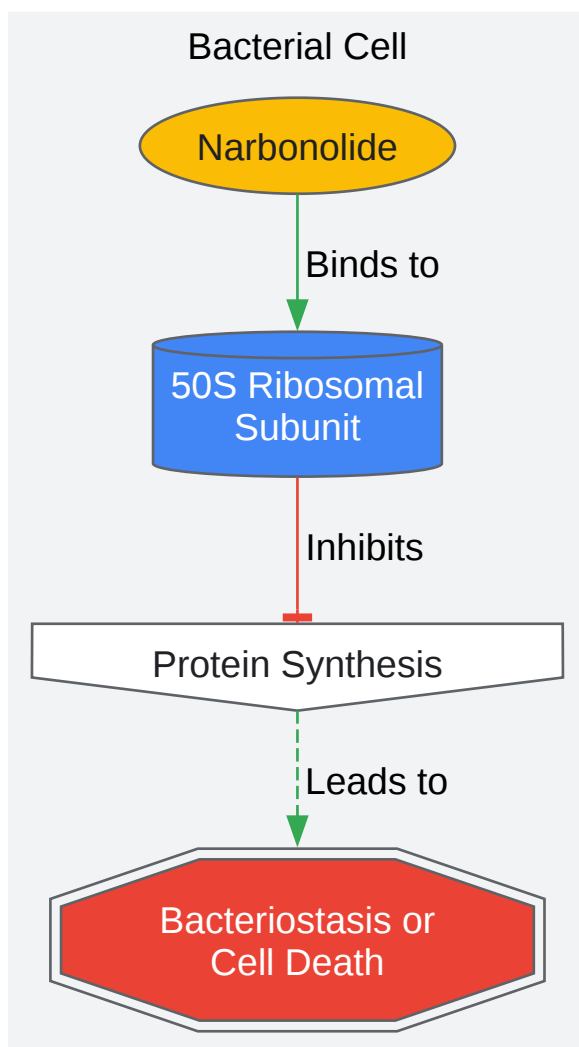 Bacterial Cell
Narbonolide
Binds to
50S Ribosomal
Subunit
Inhibits
Protein Synthesis
Leads to
Bacteriostasis or
Cell Death